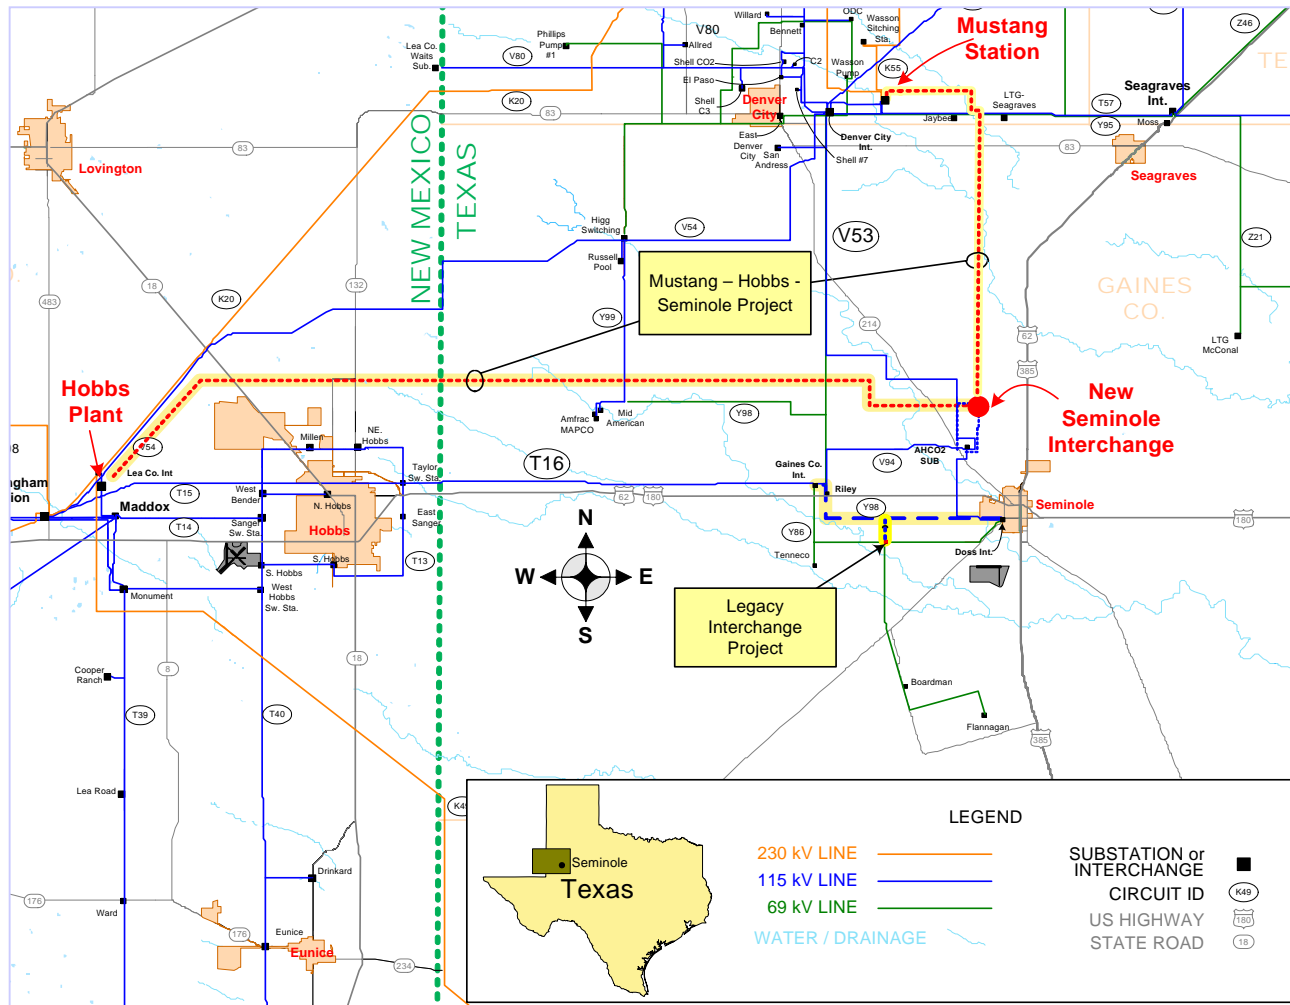 Willard
ODC
Wasson
Sitching
Sta.
Z46
Bennett
V80
Mustang
Station
TE
Phillips
Pump
#1
Lea Co.
Waits
Sub.
V80
Allred
Shell CO2
C2
Wasson
Pump
K55
El Paso
K20
83
Shell
C3
Denver
City
LTG-
Seagraves
T57
Seagraves
Int.
Jaybee
Y95
Moss
East
Denver
City
San
Andress
Denver City
Int.
Shell #7
83
83
Lovington
Seagraves
NEW MEXICO
TEXAS
Higg
Switching
V54
V53
Z21
Russell
Pool
Mustang – Hobbs -
Seminole Project
GAINES
CO.
18
132
K20
483
Y99
214
62
385
LTG
McConal
Hobbs
Plant
New
Seminole
Interchange
Mid
American
Amfrac
MAPCO
Y98
NE.
Hobbs
Millen
V54
T16
V94
AHCO2
SUB
Lea Co. Int
Taylor
Sw. Sta.
Gaines Co.
Int.
ngham
ion
T15
West
Bender
N. Hobbs
62
180
Riley
Seminole
Maddox
T14
Sanger
Sw. Sta.
Hobbs
East
Sanger
Y98
180
Y86
Doss Int.
S. Hobbs
S. Hobbs
T13
Tenneco
N
W
E
S
Monument
West
Hobbs
Sw. Sta.
Legacy
Interchange
Project
Cooper
Ranch
8
18
Boardman
T39
T40
Flannagan
385
Lea Road
K49
LEGEND
Seminole
Texas
230 kV LINE
115 kV LINE
69 kV LINE
WATER / DRAINAGE
SUBSTATION or
INTERCHANGE
CIRCUIT ID
K49
US HIGHWAY
180
STATE ROAD
18
Drinkard
176
Ward
176
Eunice
Eunice
234